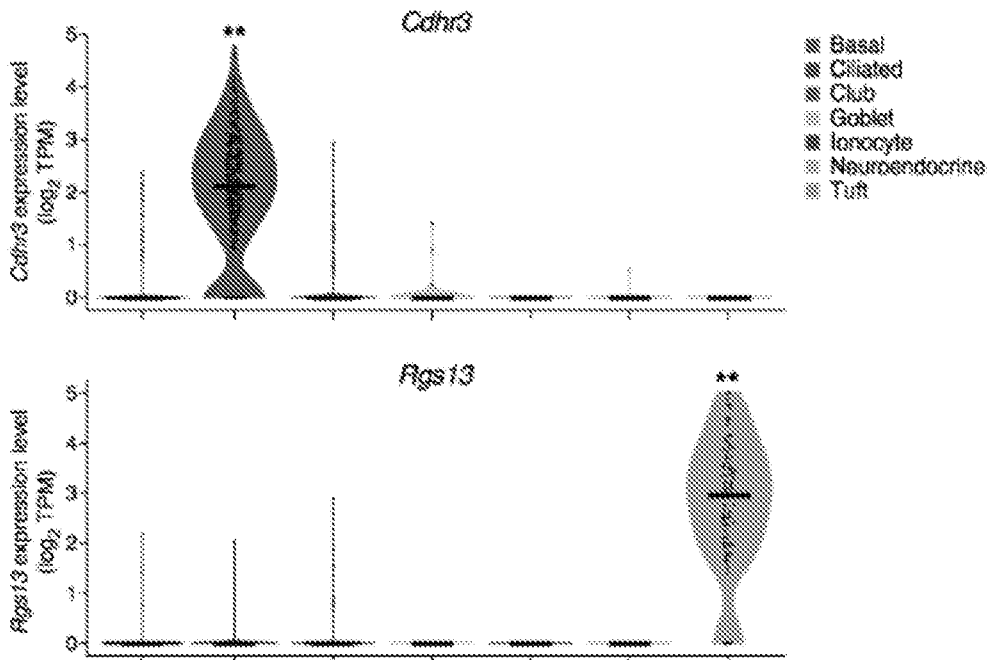 Cdhr3
**
5
4
3
2
1
0
Cdhr3 expression level
(log2 TPM)
Basal
Ciliated
Club
Goblet
Ionocyte
Neuroendocrine
Tuft
Rgs13
**
5
4
3
2
1
0
Rgs13 expression level
(log2 TPM)